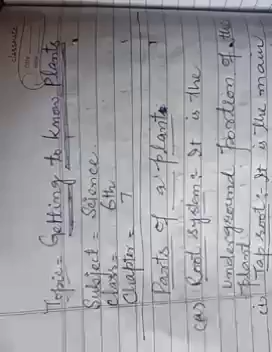 Topic = Getting to know Plants
Subject = Science
Class = 6th
Chapter = 7
Parts of a plant
(A) Root system :- It is the
underground portion of the
plant
i) Tap root :- It is the main